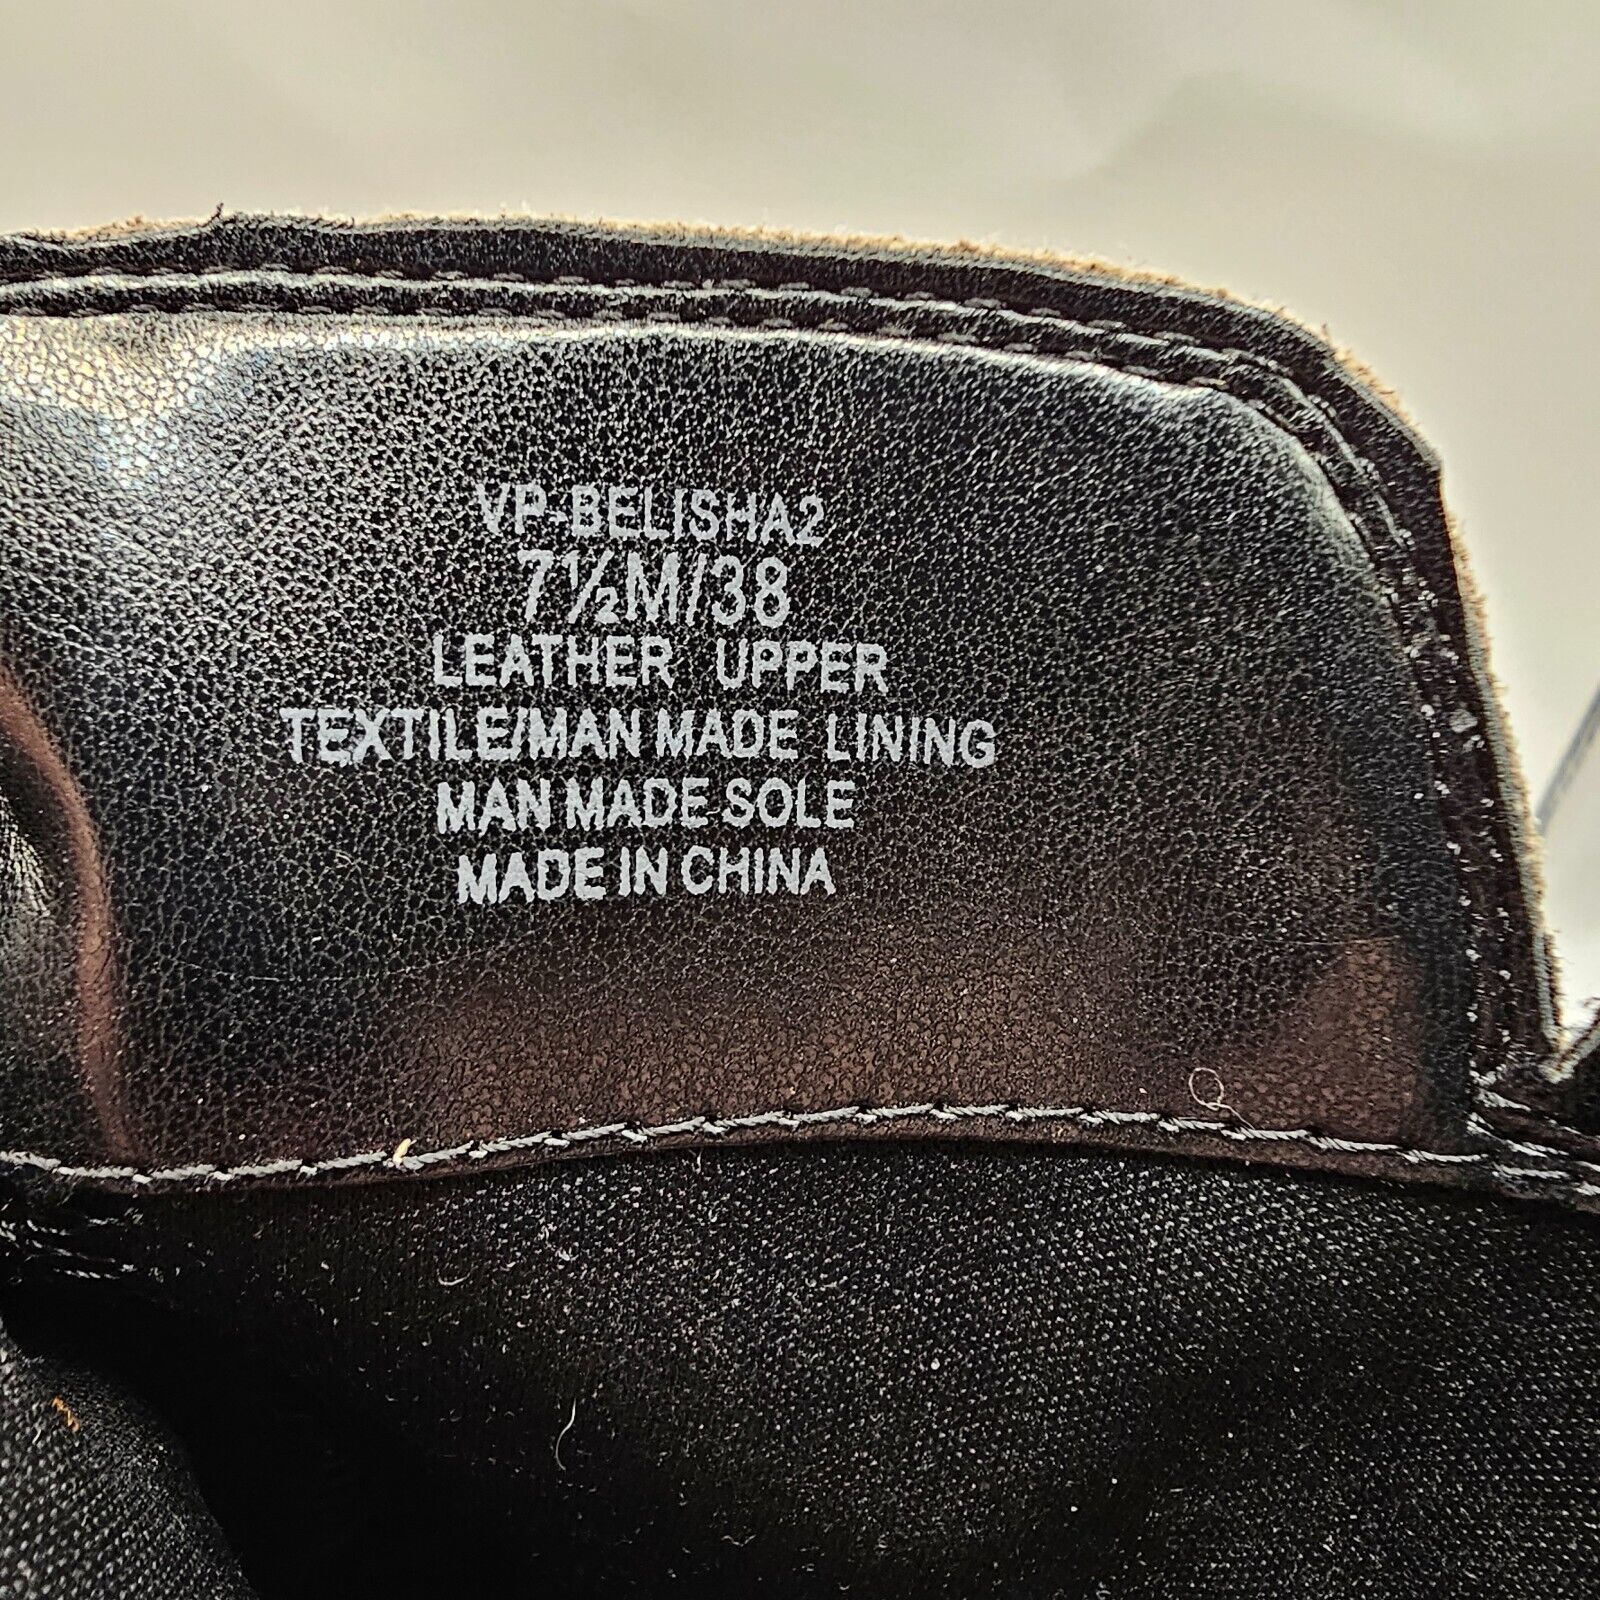 VP-BELISHA2
7½M/38
LEATHER UPPER
TEXTILE/MAN MADE LINING
MAN MADE SOLE
MADE IN CHINA